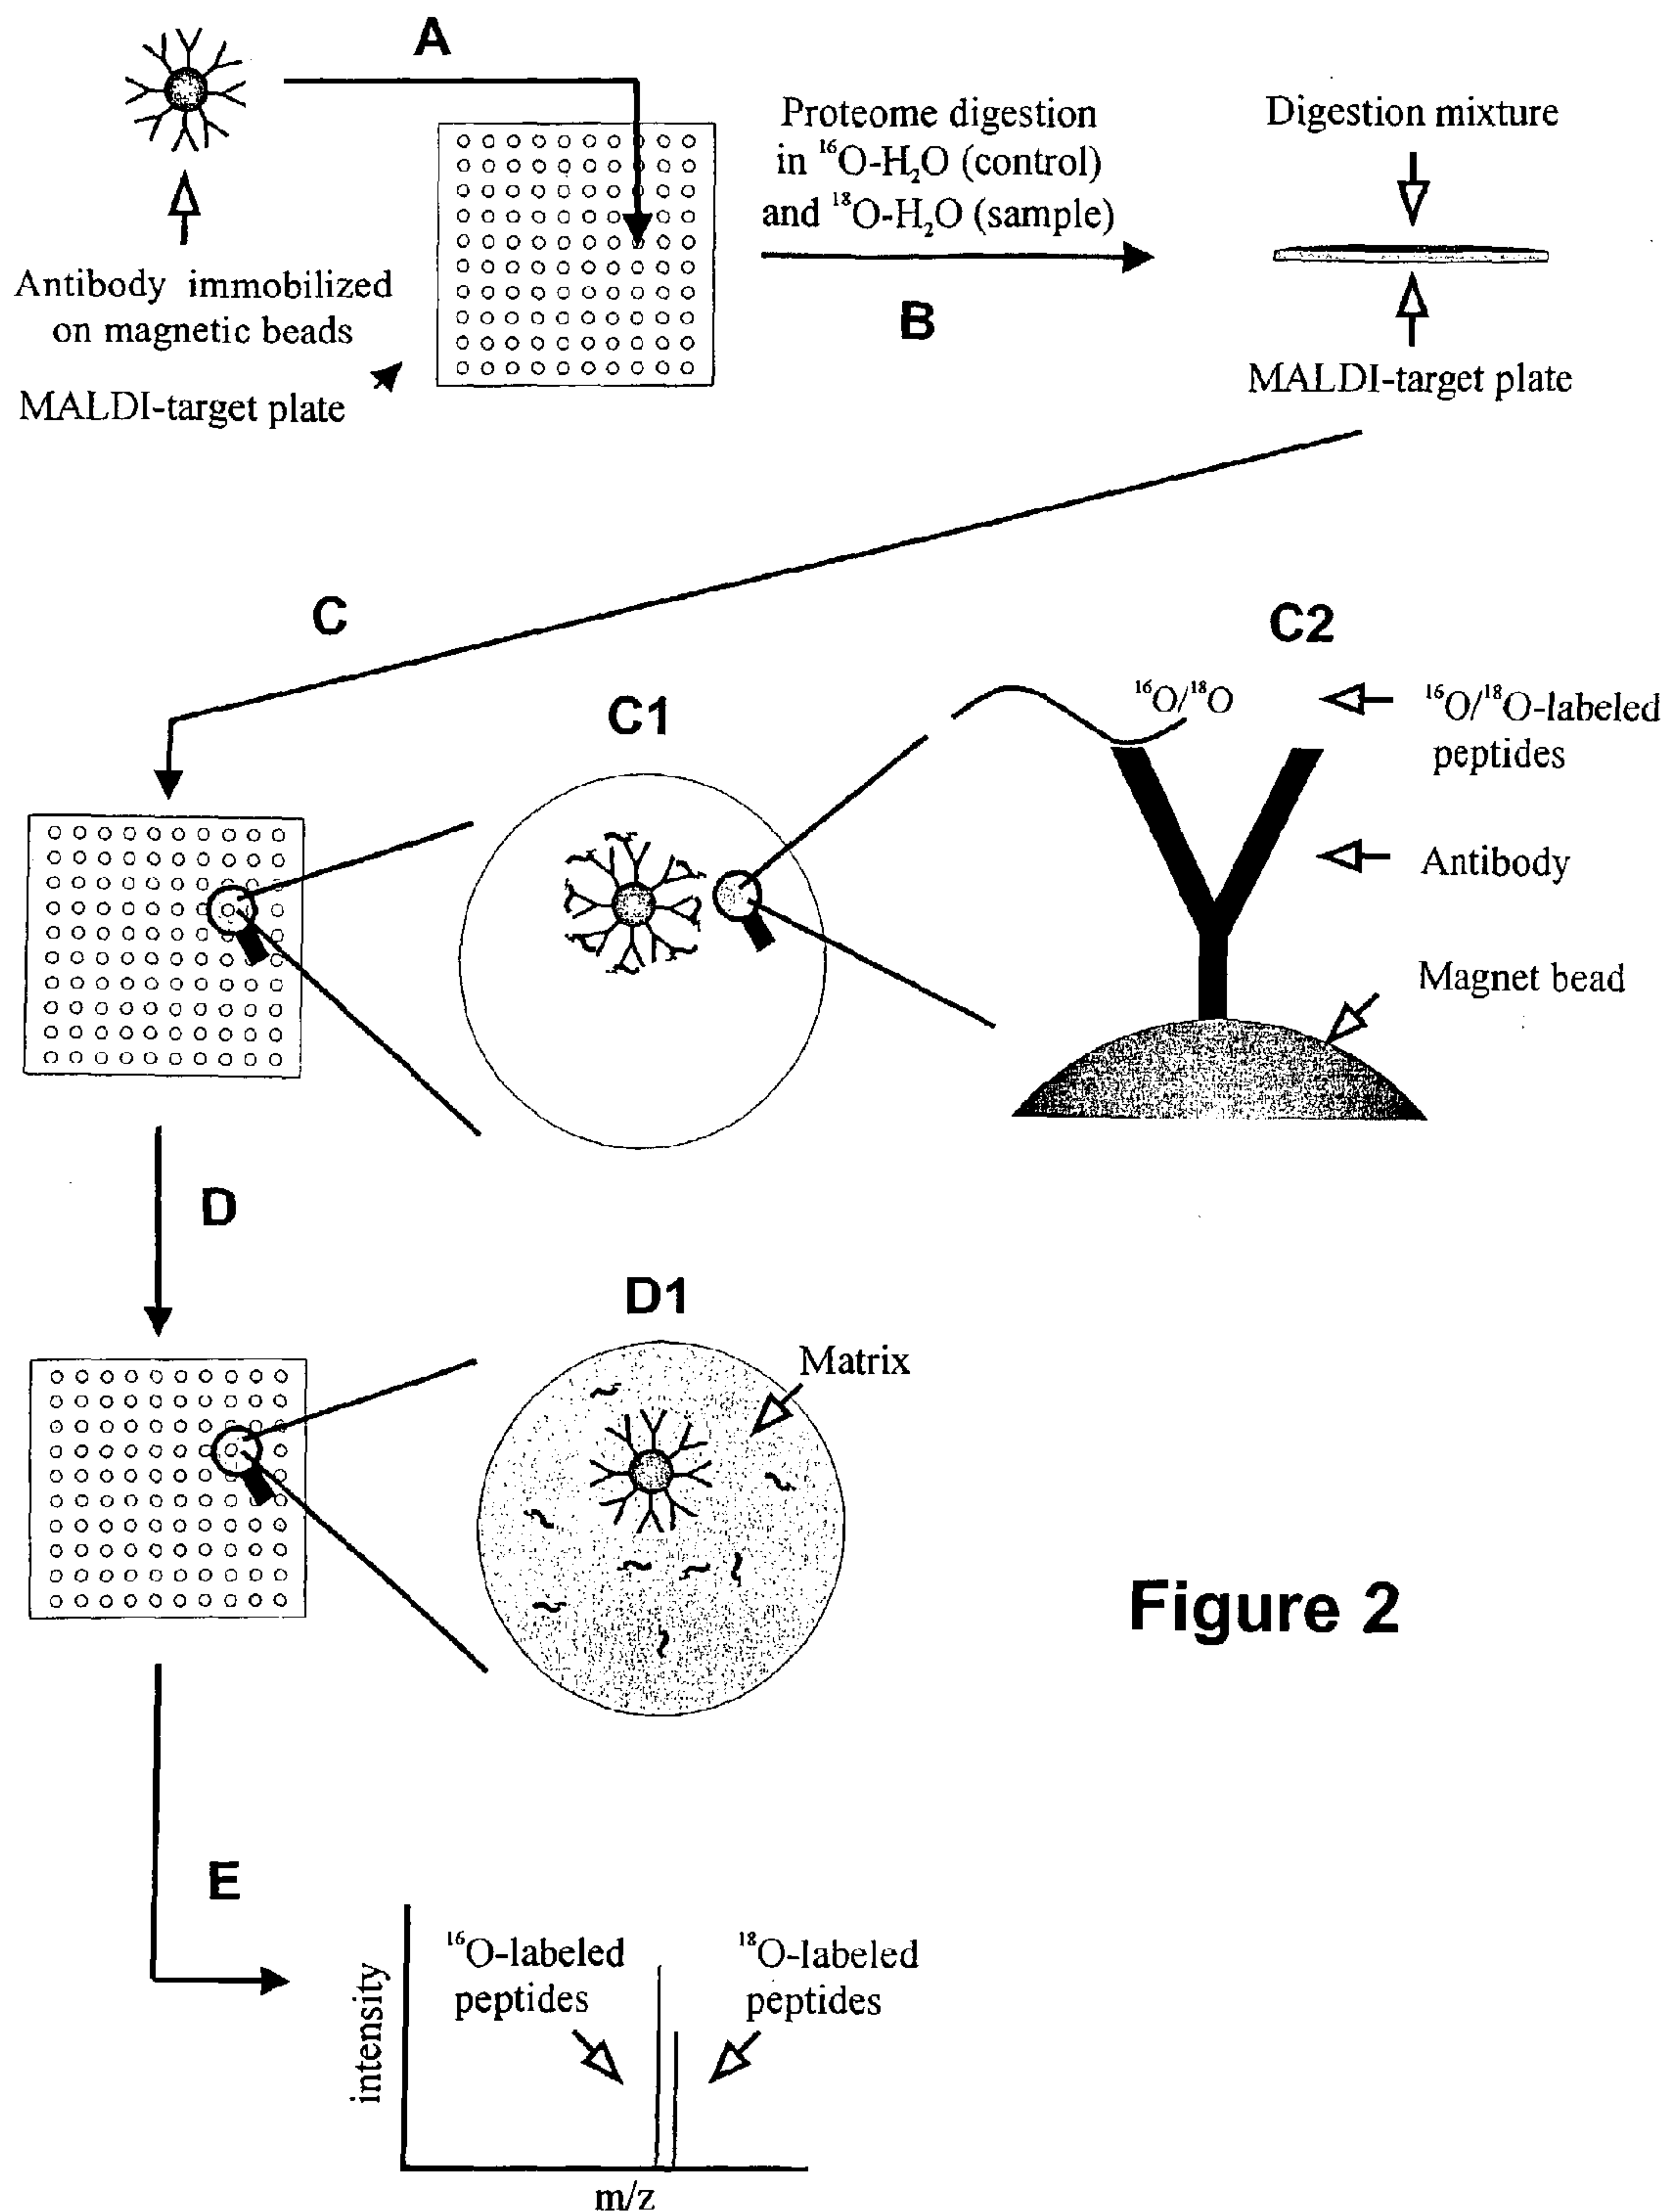 A
Proteome digestion
in ¹⁶O-H₂O (control)
and ¹⁸O-H₂O (sample)
Digestion mixture
Antibody immobilized
on magnetic beads
B
MALDI-target plate
MALDI-target plate
C
C2
C1
¹⁶O/¹⁸O
¹⁶O/¹⁸O-labeled
peptides
Antibody
Magnet bead
D
D1
Matrix
Figure 2
E
¹⁶O-labeled
peptides
¹⁸O-labeled
peptides
intensity
m/z